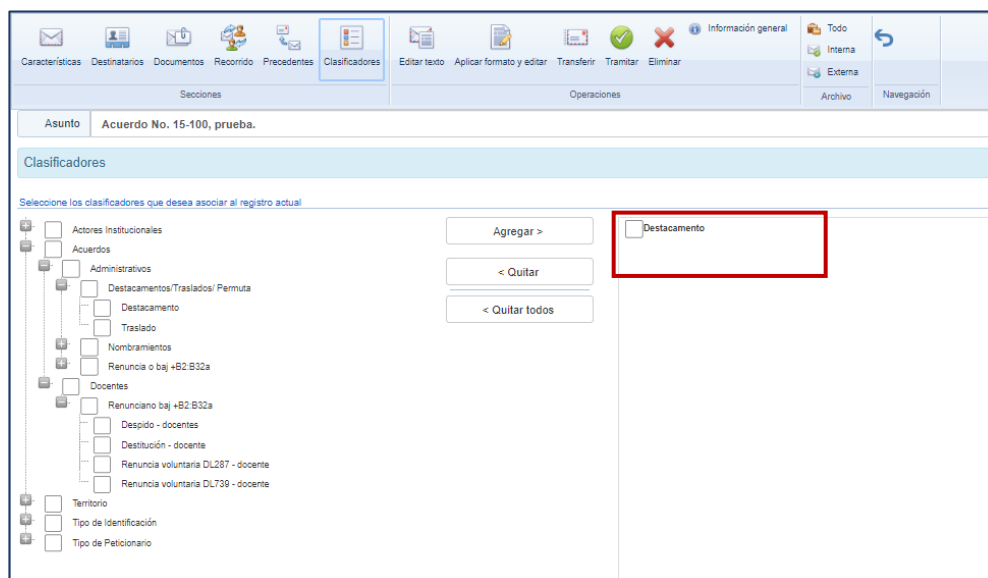 Características Destinatarios Documentos Recorrido Precedentes Clasificadores
Secciones
Editar texto Aplicar formato y editar Transferir Tramitar Eliminar
Información general
Operaciones
Todo
Interna
Externa
Archivo
Navegación
Asunto Acuerdo No. 15-100, prueba.
Clasificadores
Seleccione los clasificadores que desea asociar al registro actual
Actores Institucionales
Acuerdos
Administrativos
Destacamentos/Traslados/ Permuta
Destacamento
Traslado
Nombramientos
Renuncia o baj +B2:B32a
Docentes
Renunciano baj +B2:B32a
Despido - docentes
Destitución - docente
Renuncia voluntaria DL287 - docente
Renuncia voluntaria DL739 - docente
Territorio
Tipo de Identificación
Tipo de Peticionario
Agregar >
< Quitar
< Quitar todos
Destacamento